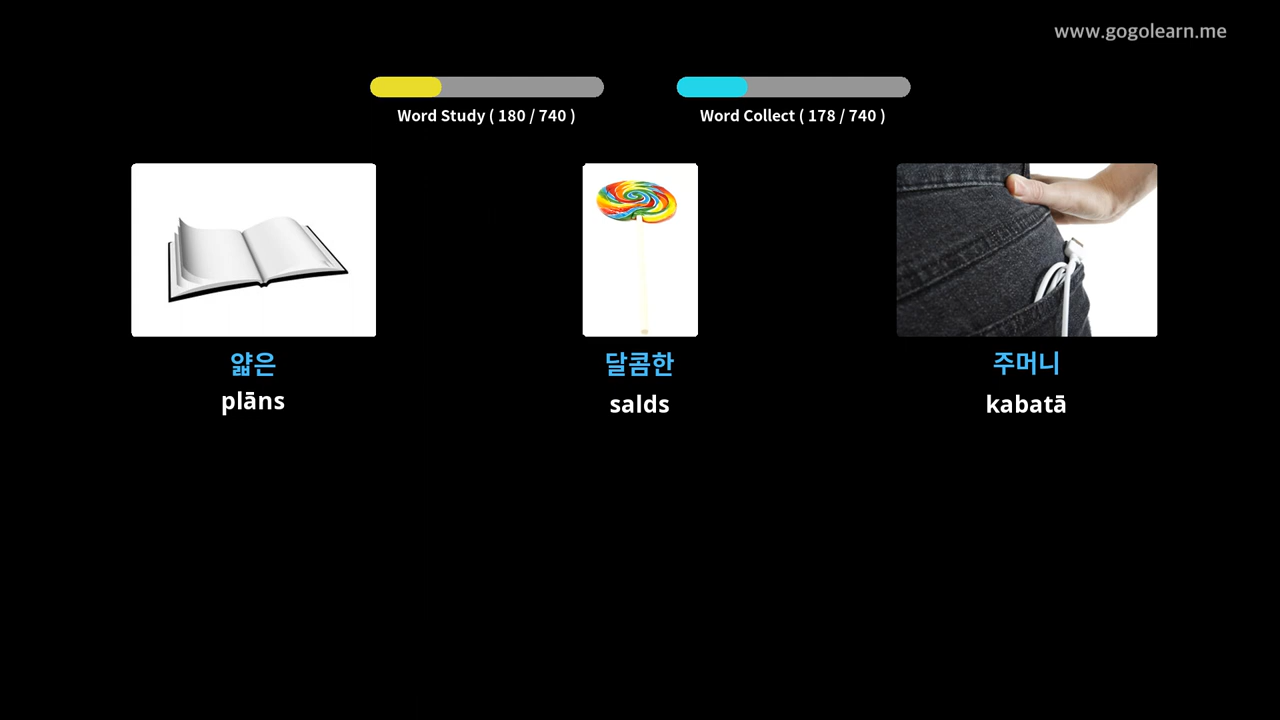 www.gogolearn.me
Word Study ( 180 / 740 )
Word Collect ( 178 / 740 )
얇은
달콤한
주머니
plāns
salds
kabatā